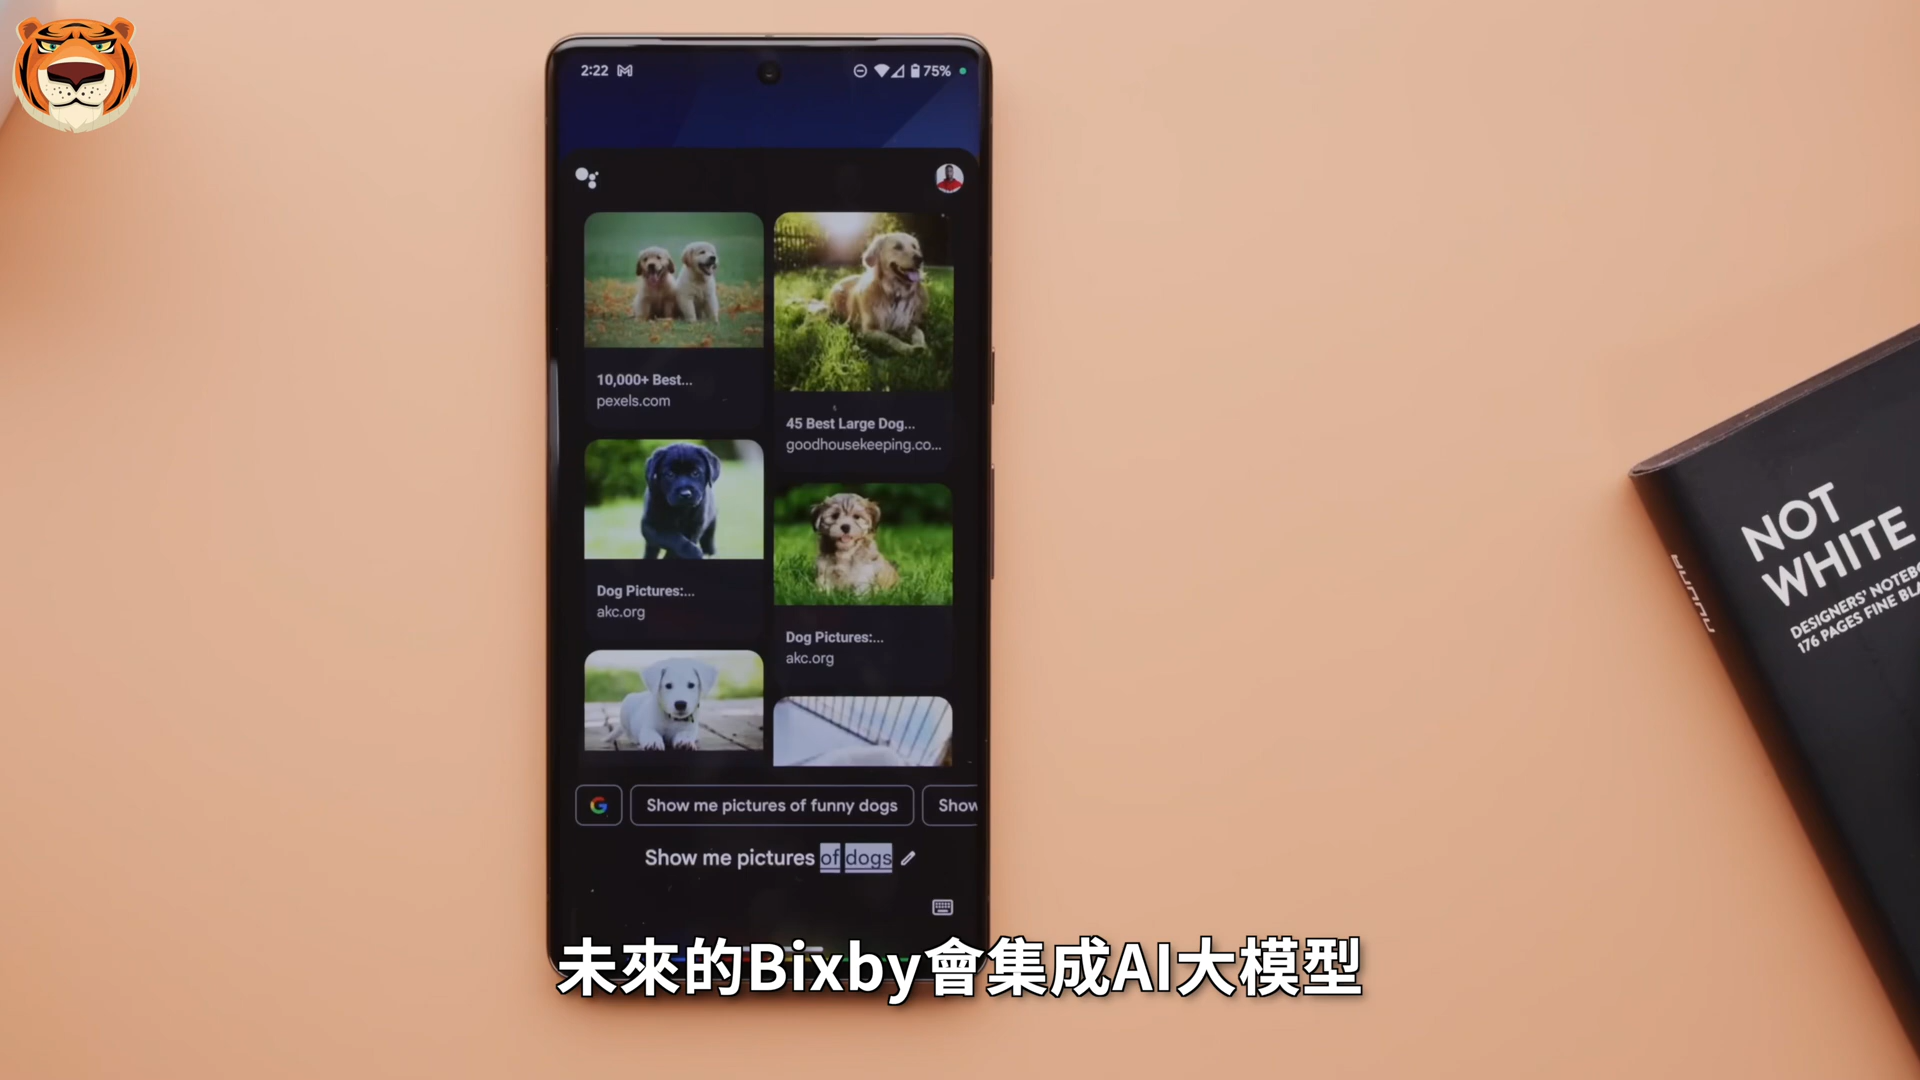 2:22
75%
10,000+ Best...
pexels.com
45 Best Large Dog...
goodhousekeeping.co...
Dog Pictures:...
akc.org
Dog Pictures:...
akc.org
G
Show me pictures of funny dogs
Show
Show me pictures of dogs
NOT
WHITE
DESIGNERS' NOTEBO
176 PAGES FINE BLA
未來的Bixby會集成AI大模型